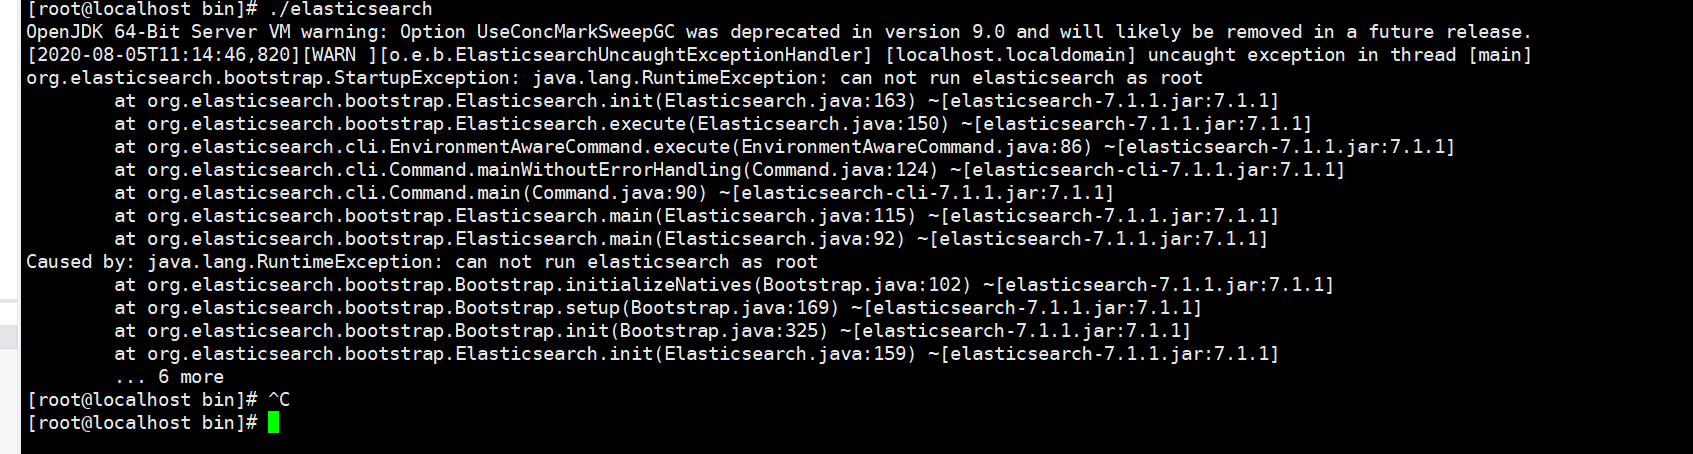 [root@localhost bin]# ./elasticsearch
OpenJDK 64-Bit Server VM warning: Option UseConcMarkSweepGC was deprecated in version 9.0 and will likely be removed in a future release.
[2020-08-05T11:14:46,820][WARN ][o.e.b.ElasticsearchUncaughtExceptionHandler] [localhost.localdomain] uncaught exception in thread [main]
org.elasticsearch.bootstrap.StartupException: java.lang.RuntimeException: can not run elasticsearch as root
        at org.elasticsearch.bootstrap.Elasticsearch.init(Elasticsearch.java:163) ~[elasticsearch-7.1.1.jar:7.1.1]
        at org.elasticsearch.bootstrap.Elasticsearch.execute(Elasticsearch.java:150) ~[elasticsearch-7.1.1.jar:7.1.1]
        at org.elasticsearch.cli.EnvironmentAwareCommand.execute(EnvironmentAwareCommand.java:86) ~[elasticsearch-7.1.1.jar:7.1.1]
        at org.elasticsearch.cli.Command.mainWithoutErrorHandling(Command.java:124) ~[elasticsearch-cli-7.1.1.jar:7.1.1]
        at org.elasticsearch.cli.Command.main(Command.java:90) ~[elasticsearch-cli-7.1.1.jar:7.1.1]
        at org.elasticsearch.bootstrap.Elasticsearch.main(Elasticsearch.java:115) ~[elasticsearch-7.1.1.jar:7.1.1]
        at org.elasticsearch.bootstrap.Elasticsearch.main(Elasticsearch.java:92) ~[elasticsearch-7.1.1.jar:7.1.1]
Caused by: java.lang.RuntimeException: can not run elasticsearch as root
        at org.elasticsearch.bootstrap.Bootstrap.initializeNatives(Bootstrap.java:102) ~[elasticsearch-7.1.1.jar:7.1.1]
        at org.elasticsearch.bootstrap.Bootstrap.setup(Bootstrap.java:169) ~[elasticsearch-7.1.1.jar:7.1.1]
        at org.elasticsearch.bootstrap.Bootstrap.init(Bootstrap.java:325) ~[elasticsearch-7.1.1.jar:7.1.1]
        at org.elasticsearch.bootstrap.Elasticsearch.init(Elasticsearch.java:159) ~[elasticsearch-7.1.1.jar:7.1.1]
        ... 6 more
[root@localhost bin]# ^C
[root@localhost bin]#